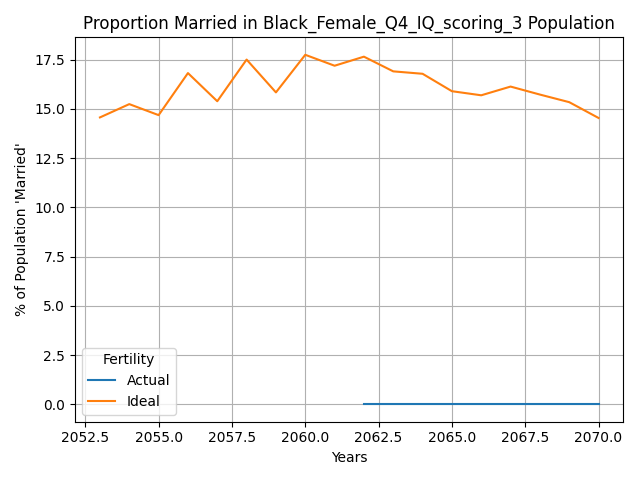 Proportion Married in Black_Female_Q4_IQ_scoring_3 Population
% of Population 'Married'
17.5
15.0
12.5
10.0
7.5
5.0
2.5
0.0
Fertility
Actual
Ideal
2052.5 2055.0 2057.5 2060.0 2062.5 2065.0 2067.5 2070.0
Years